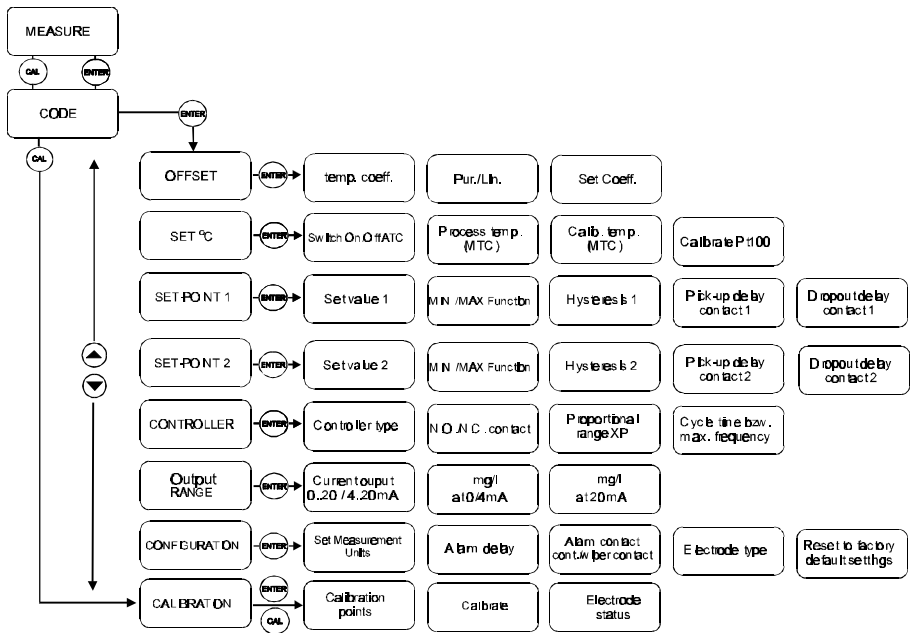 MEASURE
CAL
ENTER
CODE
ENTER
CAL
OFFSET
ENTER
temp. coeff.
Pur./Lin.
Set Coeff.
SET °C
ENTER
Switch On Off ATC
Process temp.
(MTC)
Calib. temp.
(MTC)
Calibrate Pt100
SET-POINT 1
ENTER
Set value 1
MIN./MAX Function
Hysteresis 1
Pick-up delay
contact 1
Dropout delay
contact 1
SET-POINT 2
ENTER
Set value 2
MIN./MAX Function
Hysteresis 2
Pick-up delay
contact 2
Dropout delay
contact 2
CONTROLLER
ENTER
Controller type
N.O./N.C. contact
Proportional
range XP
Cycle time bzw.
max. frequency
Output
RANGE
ENTER
Current ouput
0..20 / 4..20mA
mg/l
at 0/4mA
mg/l
at 20mA
CONFIGURATION
ENTER
Set Measurement
Units
Alarm delay
Alarm contact
cont./wiper contact
Electrode type
Reset to factory
default settings
CALIBRATION
ENTER
CAL
Calibration
points
Calibrate
Electrode
status